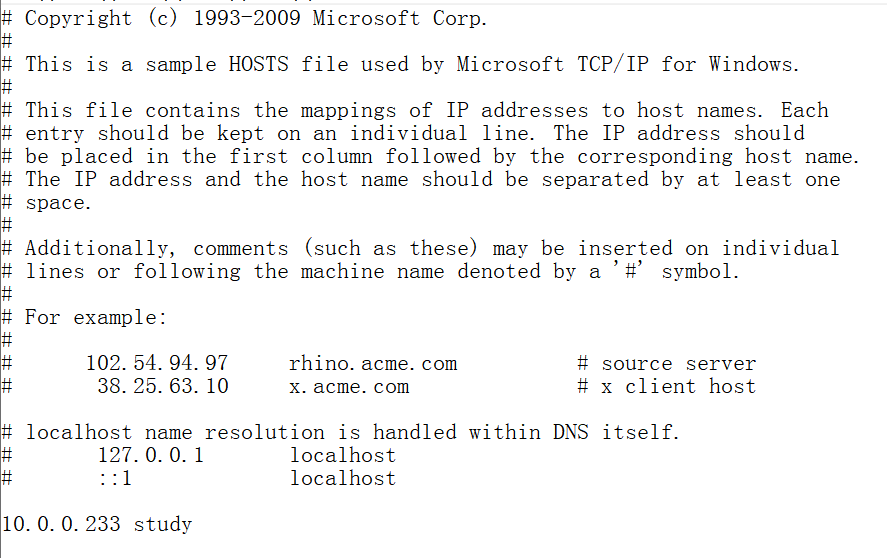 # Copyright (c) 1993-2009 Microsoft Corp.
#
# This is a sample HOSTS file used by Microsoft TCP/IP for Windows.
#
# This file contains the mappings of IP addresses to host names. Each
# entry should be kept on an individual line. The IP address should
# be placed in the first column followed by the corresponding host name.
# The IP address and the host name should be separated by at least one
# space.
#
# Additionally, comments (such as these) may be inserted on individual
# lines or following the machine name denoted by a '#' symbol.
#
# For example:
#
#      102.54.94.97     rhino.acme.com          # source server
#       38.25.63.10     x.acme.com              # x client host

# localhost name resolution is handled within DNS itself.
#       127.0.0.1       localhost
#       ::1             localhost

10.0.0.233 study